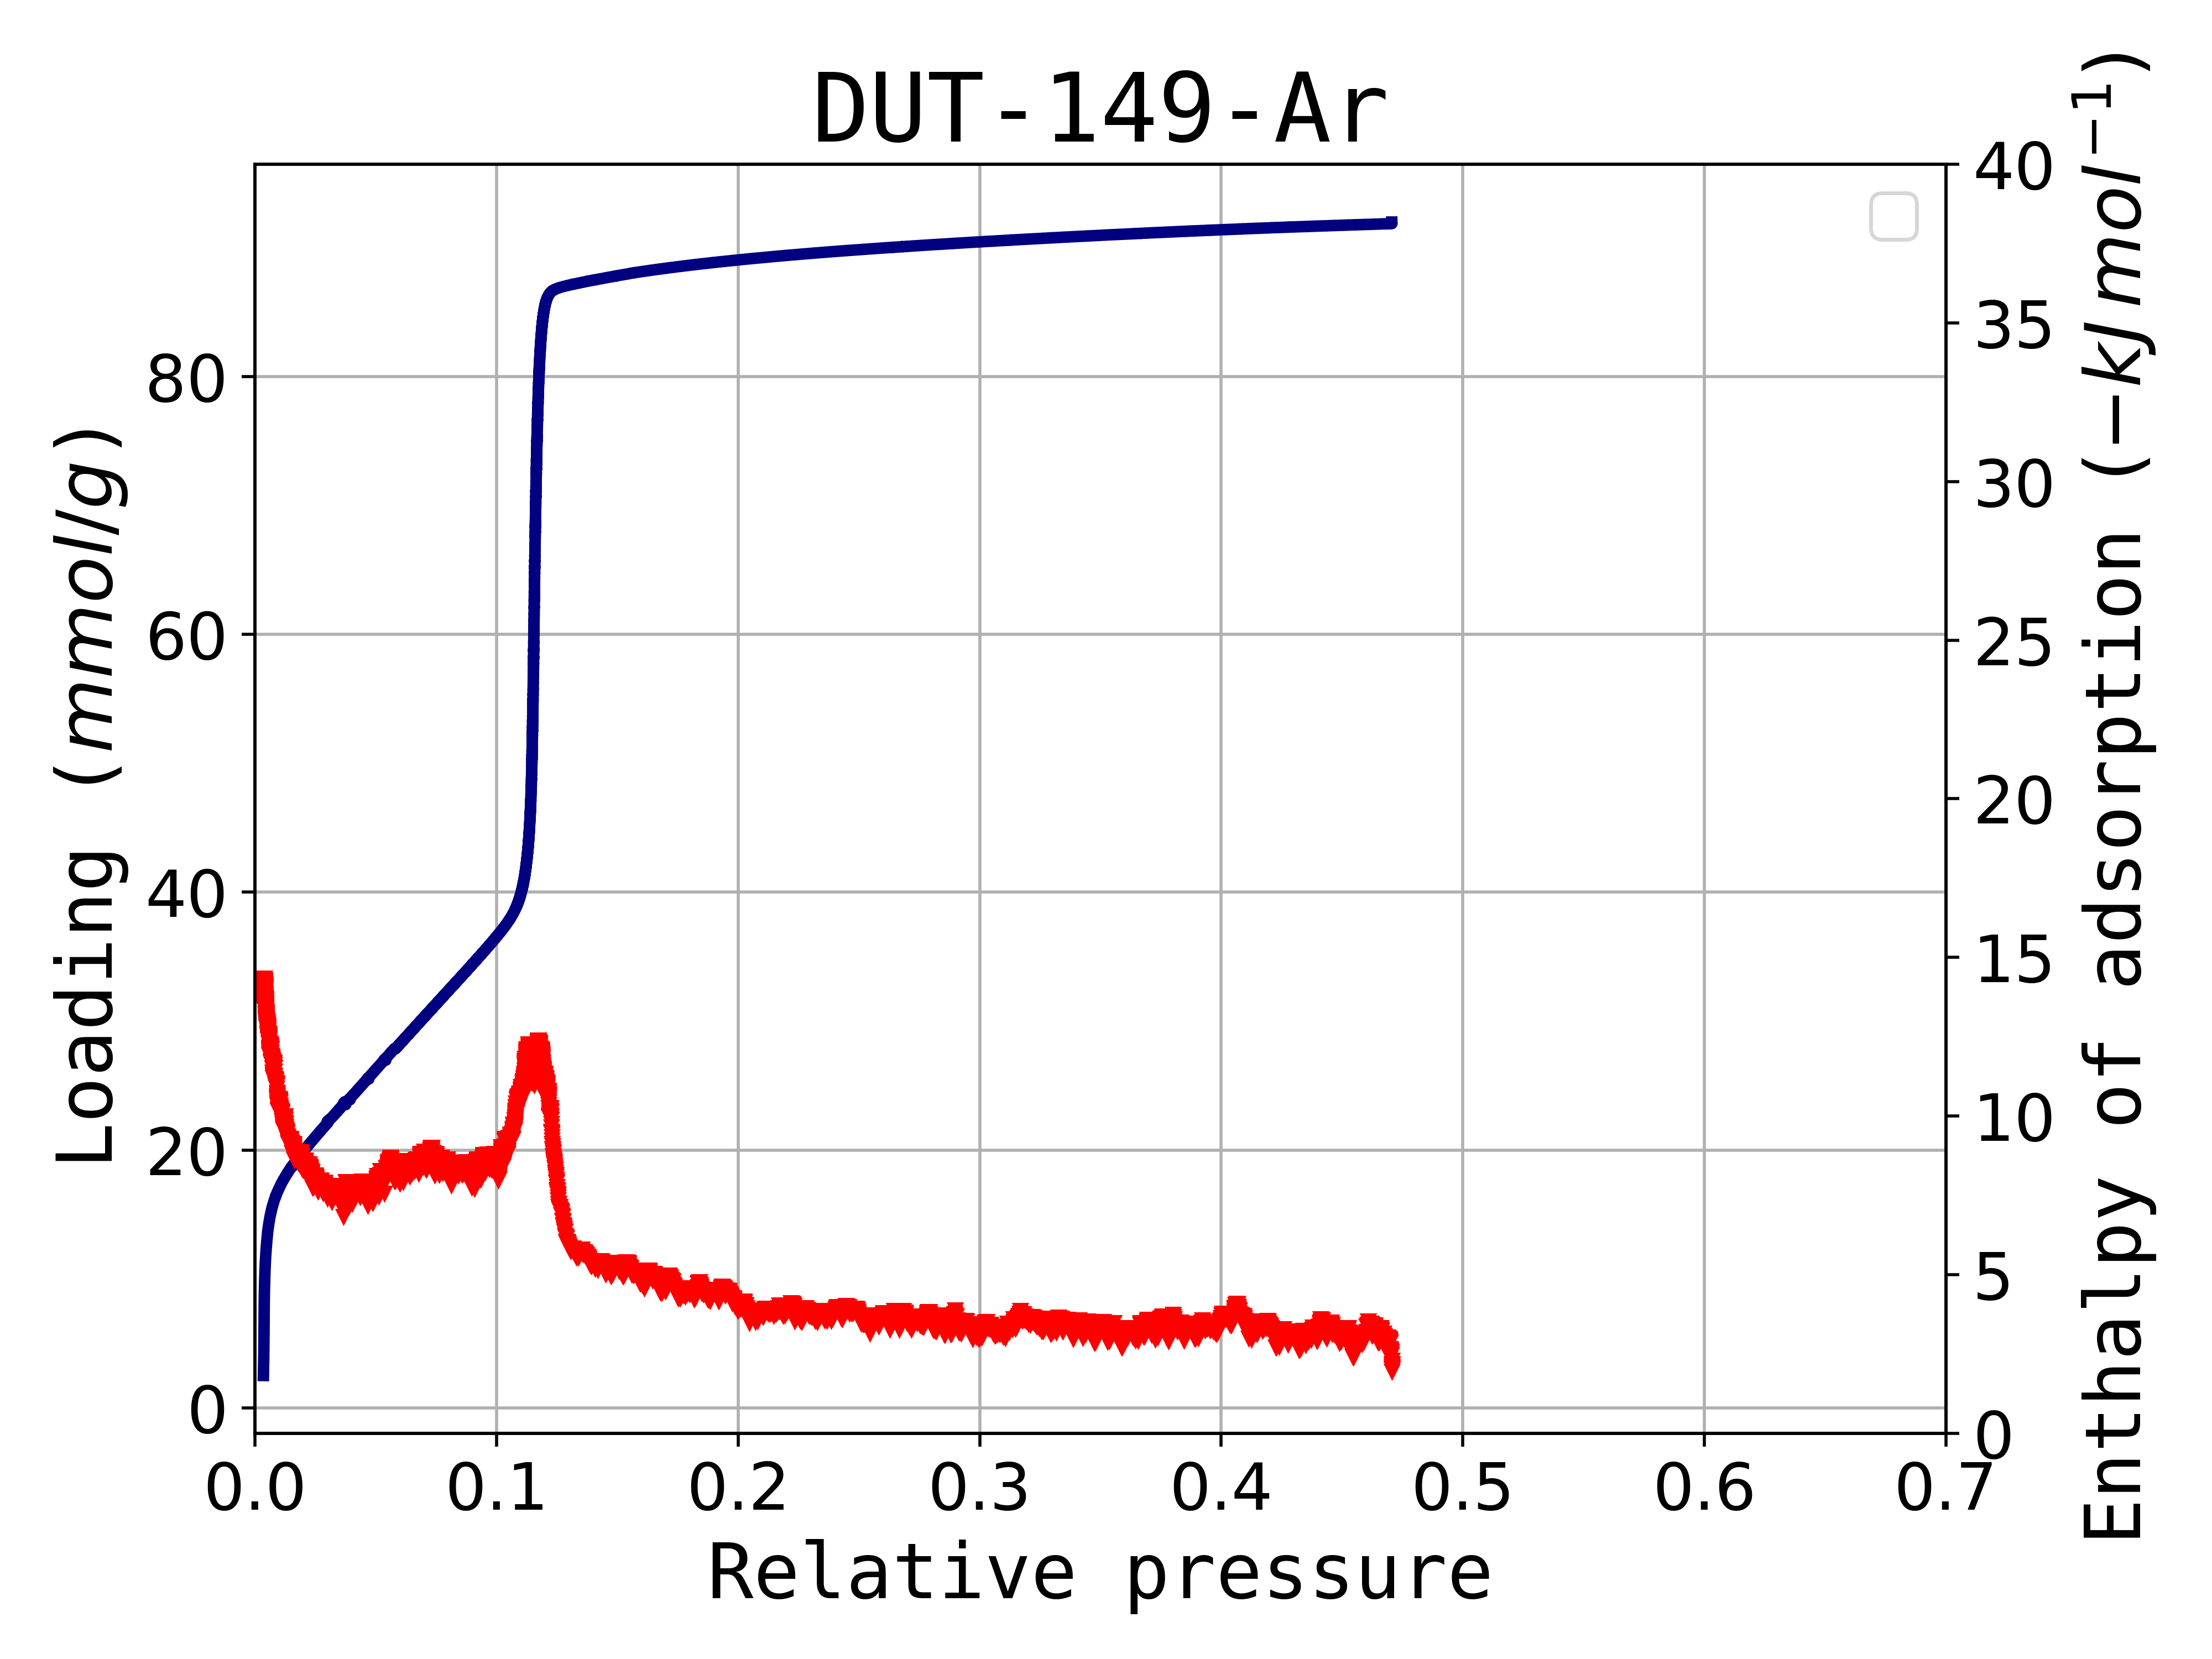 DUT-149-Ar
Loading (mmol/g)
80
60
40
20
0
40
35
30
25
20
15
10
5
0
Enthalpy of adsorption (−kJ mol⁻¹)
0.0 0.1 0.2 0.3 0.4 0.5 0.6 0.7
Relative pressure